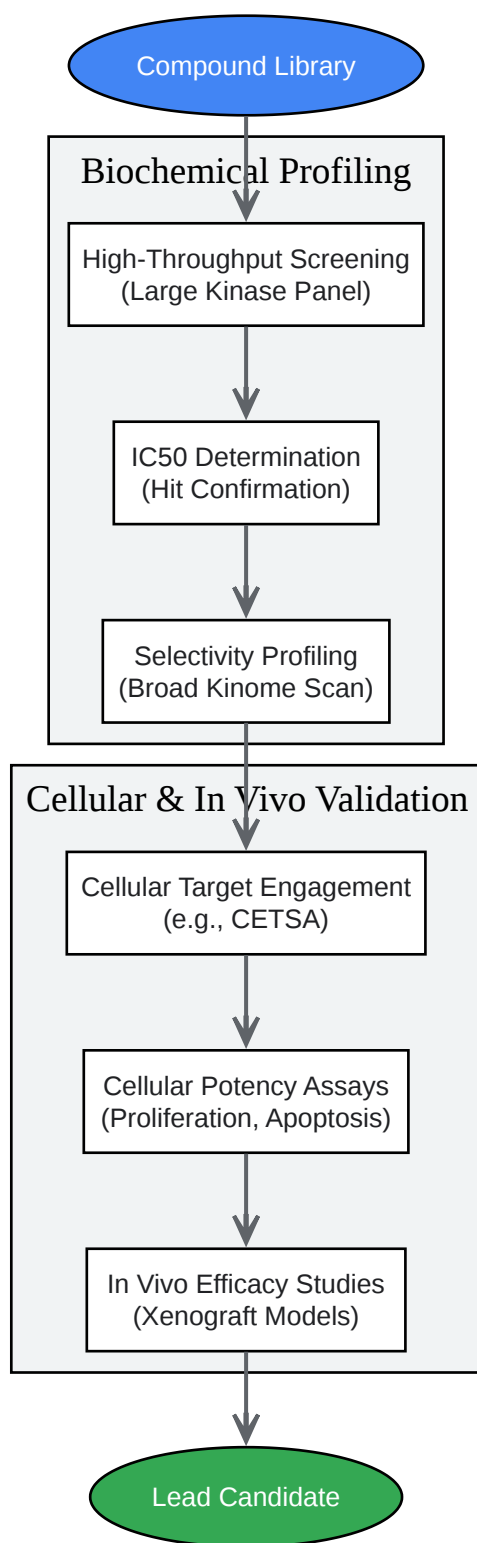 Compound Library
Biochemical Profiling
High-Throughput Screening
(Large Kinase Panel)
IC50 Determination
(Hit Confirmation)
Selectivity Profiling
(Broad Kinome Scan)
Cellular & In Vivo Validation
Cellular Target Engagement
(e.g., CETSA)
Cellular Potency Assays
(Proliferation, Apoptosis)
In Vivo Efficacy Studies
(Xenograft Models)
Lead Candidate